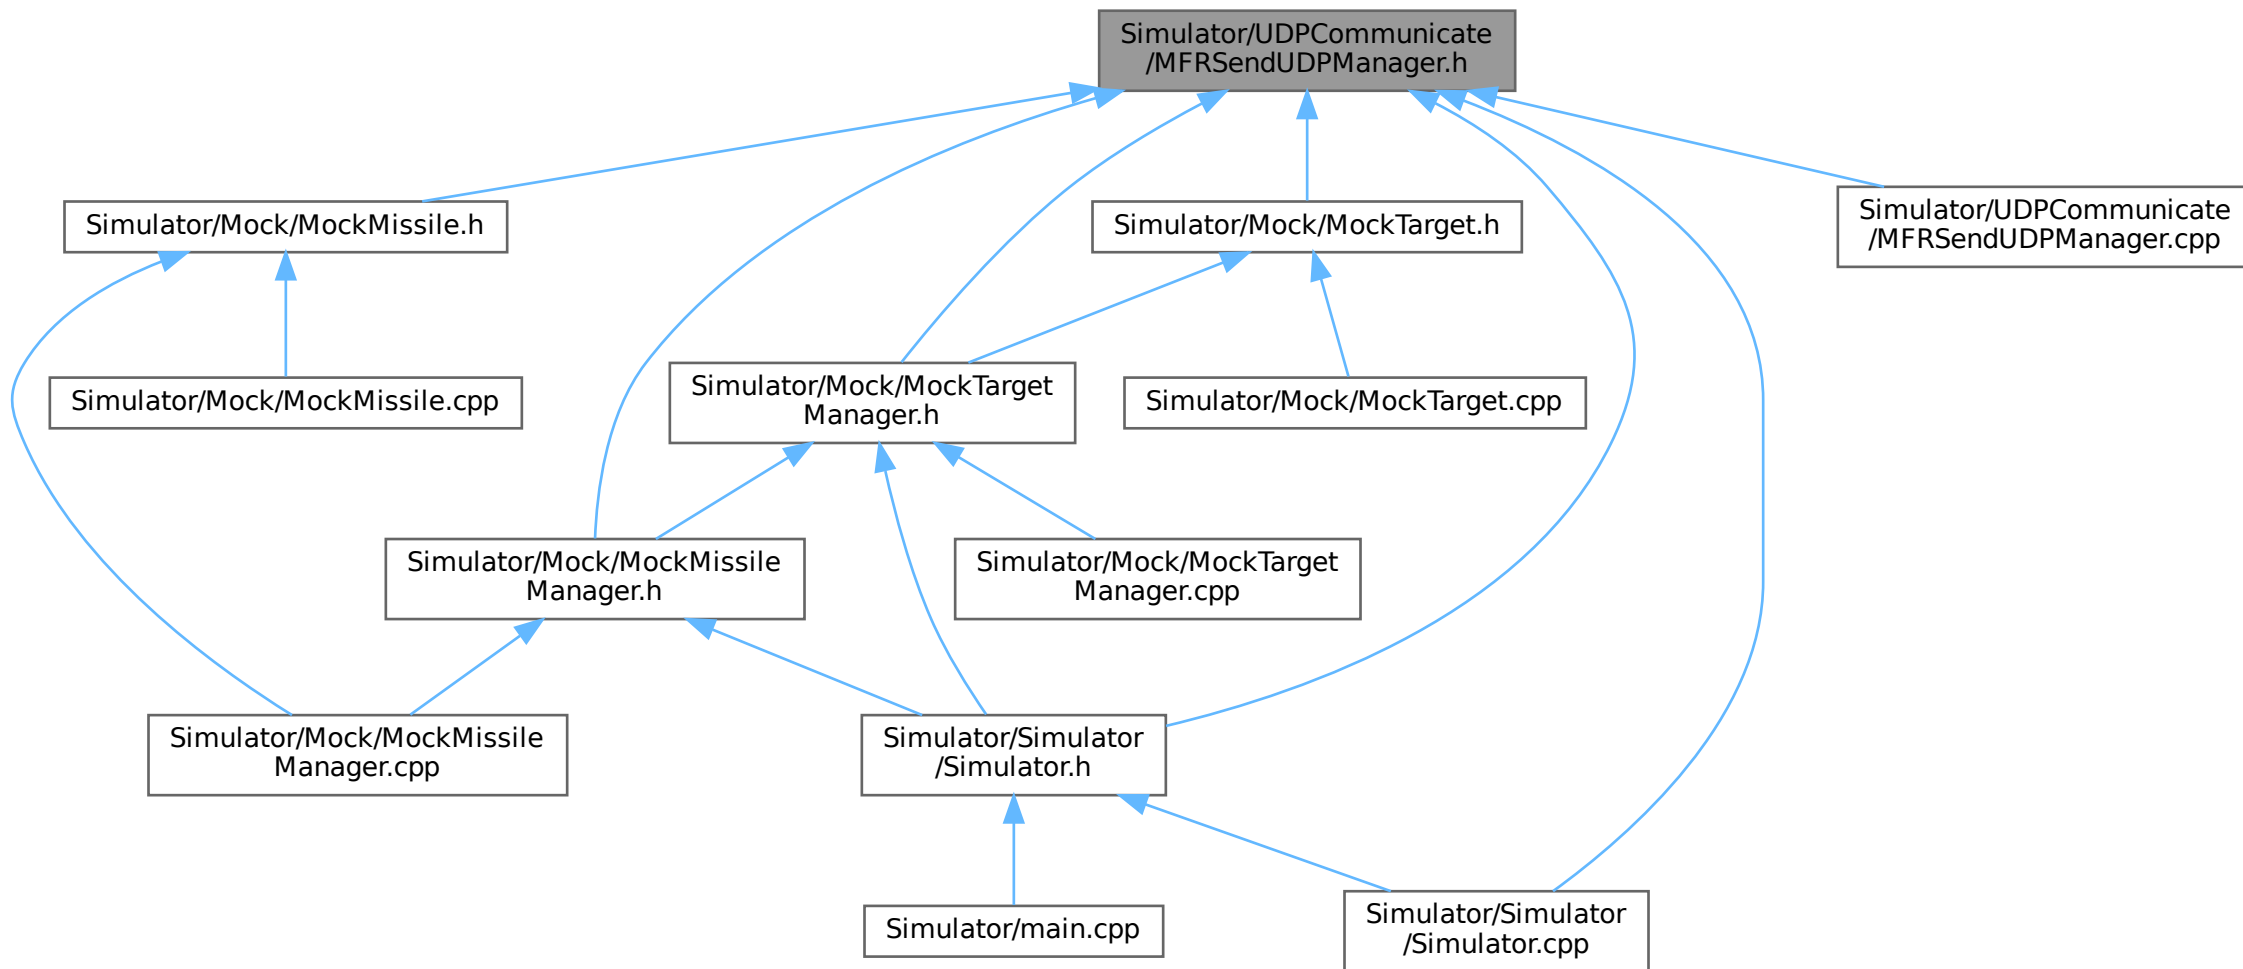 Simulator/UDPCommunicate
/MFRSendUDPManager.h
Simulator/Mock/MockMissile.h
Simulator/Mock/MockTarget.h
Simulator/UDPCommunicate
/MFRSendUDPManager.cpp
Simulator/Mock/MockMissile.cpp
Simulator/Mock/MockTarget
Manager.h
Simulator/Mock/MockTarget.cpp
Simulator/Mock/MockMissile
Manager.h
Simulator/Mock/MockTarget
Manager.cpp
Simulator/Mock/MockMissile
Manager.cpp
Simulator/Simulator
/Simulator.h
Simulator/main.cpp
Simulator/Simulator
/Simulator.cpp